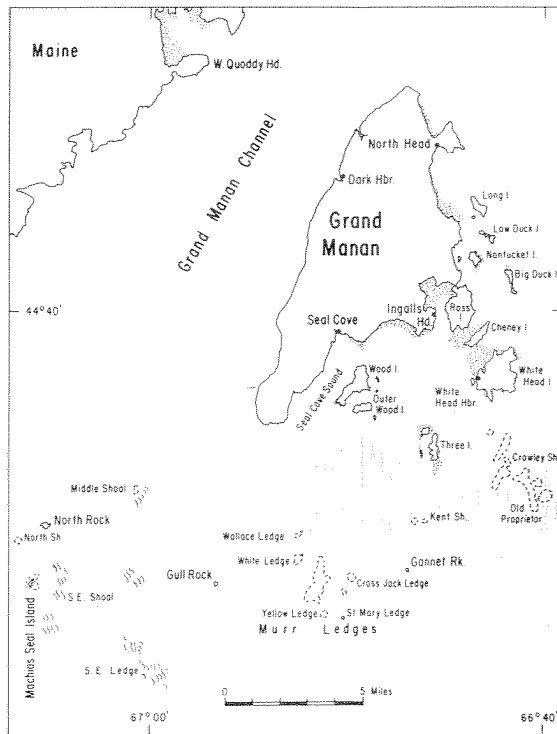 Maine
W. Quoddy Hd.
Grand Manan Channel
North Head
Dark Hbr.
Long I
Low Duck I
Nantucket I.
Big Duck I
Grand
Manan
44°40'
Seal Cove
Ingalls
Hd.
Ross
I
Cheney I
White
Head I
White
Head Hbr.
Seal Cove Sound
Wood I.
Outer
Wood I.
Three I.
Crowley Sh
Old
Proprietor
Middle Shoal
North Rock
North Sh.
Kent Sh.
Wallace Ledge
White Ledge
Gannet Rk.
Gull Rock
Cross Jack Ledge
S.E. Shoal
Yellow Ledge
St Mary Ledge
Murr Ledges
Machias Seal Island
S.E. Ledge
0 5
Miles
67°00'
66°40'